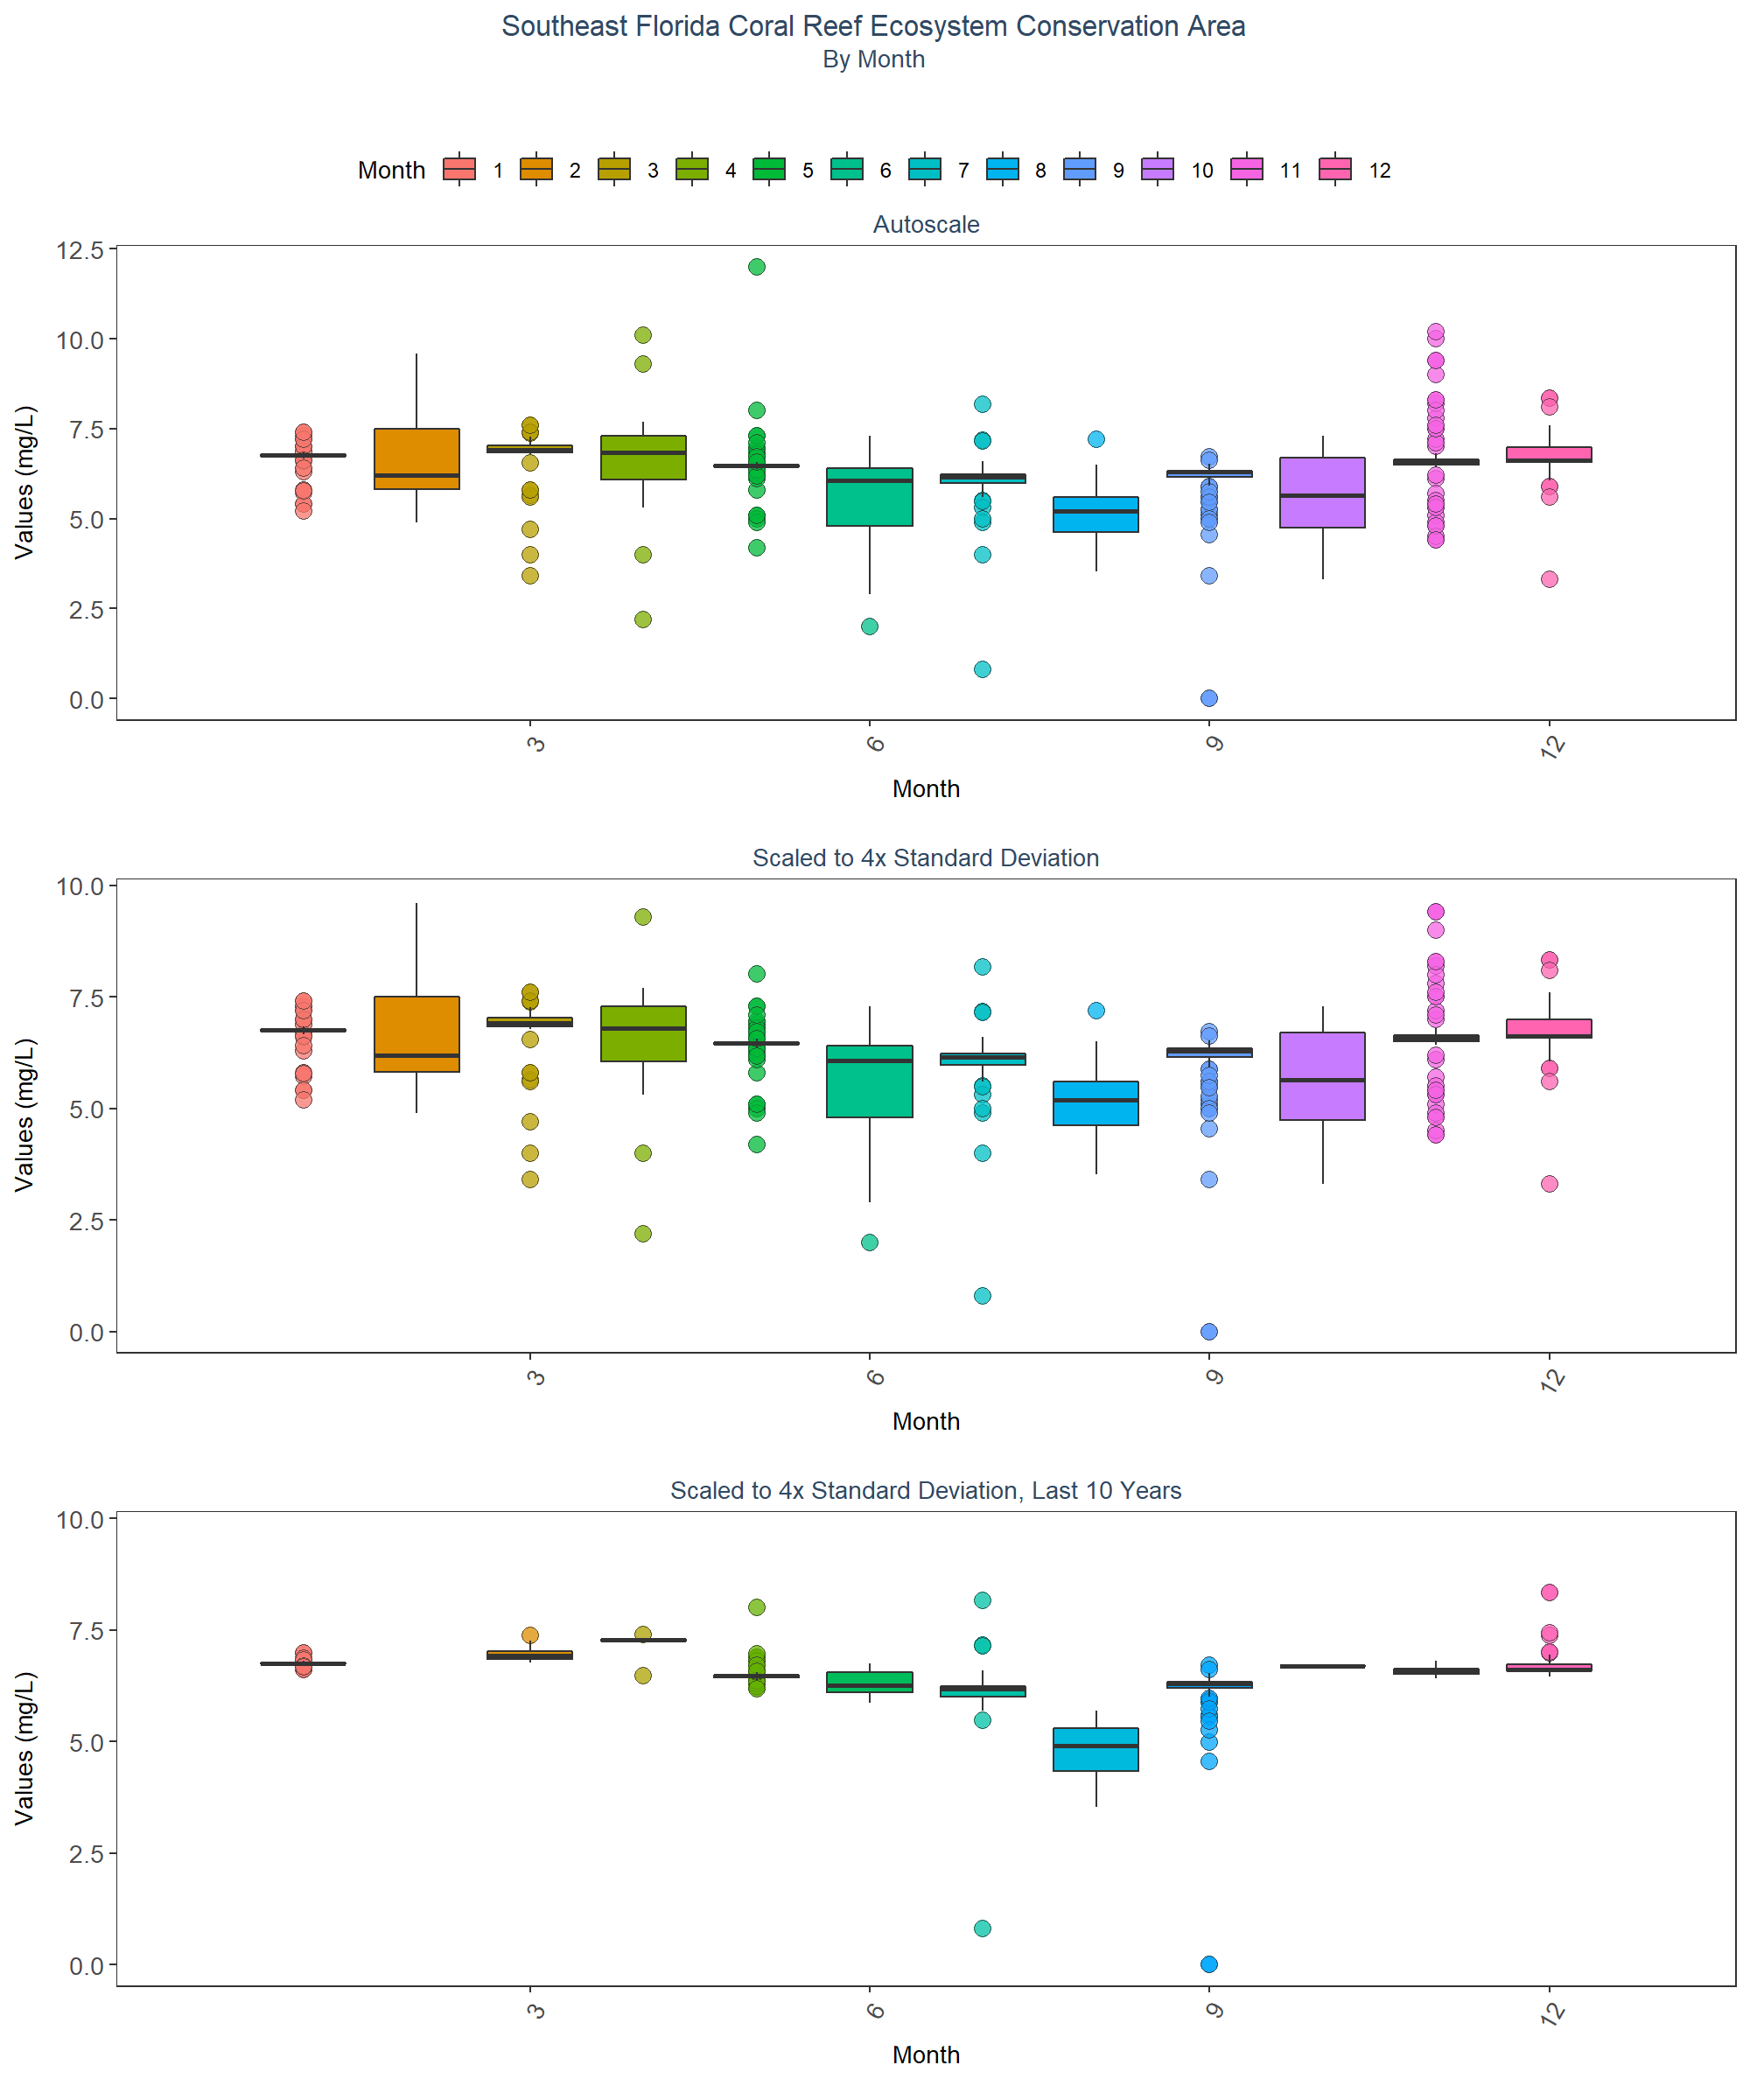 Southeast Florida Coral Reef Ecosystem Conservation Area
By Month
Month 1 2 3 4 5 6 7 8 9 10 11 12
Autoscale
12.5
10.0
7.5
5.0
2.5
0.0
Values (mg/L)
3 6 9 12
Month
Scaled to 4x Standard Deviation
10.0
7.5
5.0
2.5
0.0
Values (mg/L)
3 6 9 12
Month
Scaled to 4x Standard Deviation, Last 10 Years
10.0
7.5
5.0
2.5
0.0
Values (mg/L)
3 6 9 12
Month